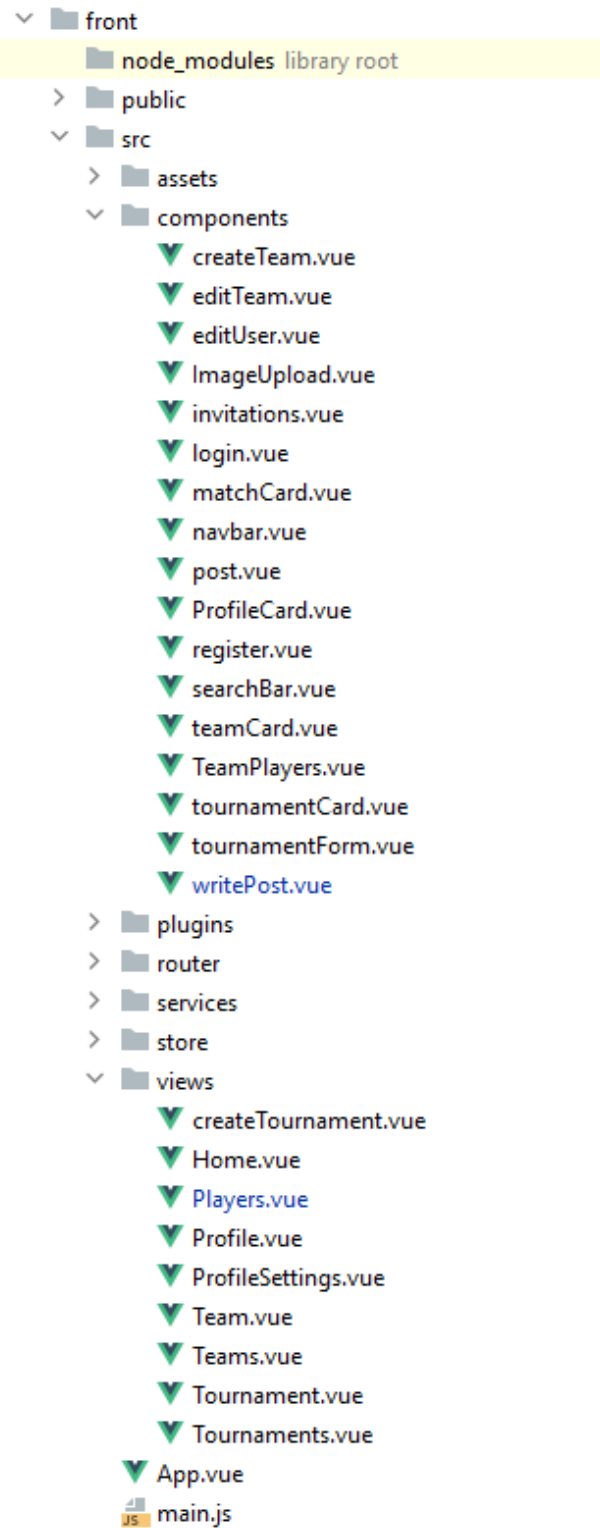 front
node_modules library root
public
src
assets
components
createTeam.vue
editTeam.vue
editUser.vue
ImageUpload.vue
invitations.vue
login.vue
matchCard.vue
navbar.vue
post.vue
ProfileCard.vue
register.vue
searchBar.vue
teamCard.vue
TeamPlayers.vue
tournamentCard.vue
tournamentForm.vue
writePost.vue
plugins
router
services
store
views
createTournament.vue
Home.vue
Players.vue
Profile.vue
ProfileSettings.vue
Team.vue
Teams.vue
Tournament.vue
Tournaments.vue
App.vue
JS main.js